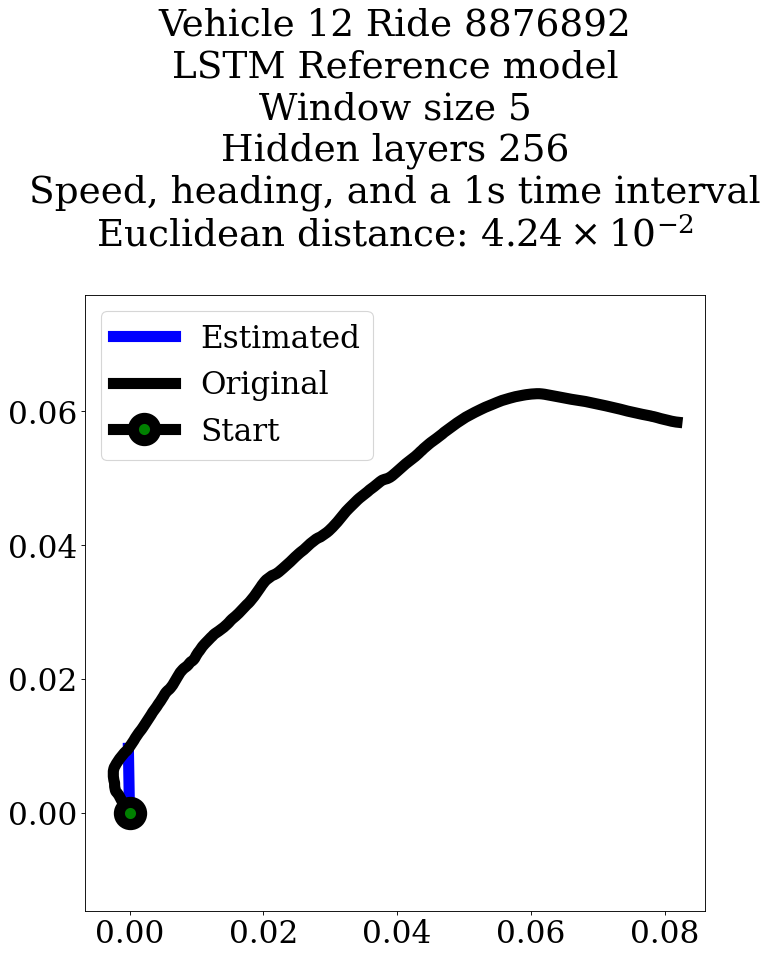 Vehicle 12 Ride 8876892
LSTM Reference model
Window size 5
Hidden layers 256
Speed, heading, and a 1s time interval
Euclidean distance: 4.24 × 10⁻²
Estimated
Original
Start
0.06
0.04
0.02
0.00
0.00 0.02 0.04 0.06 0.08